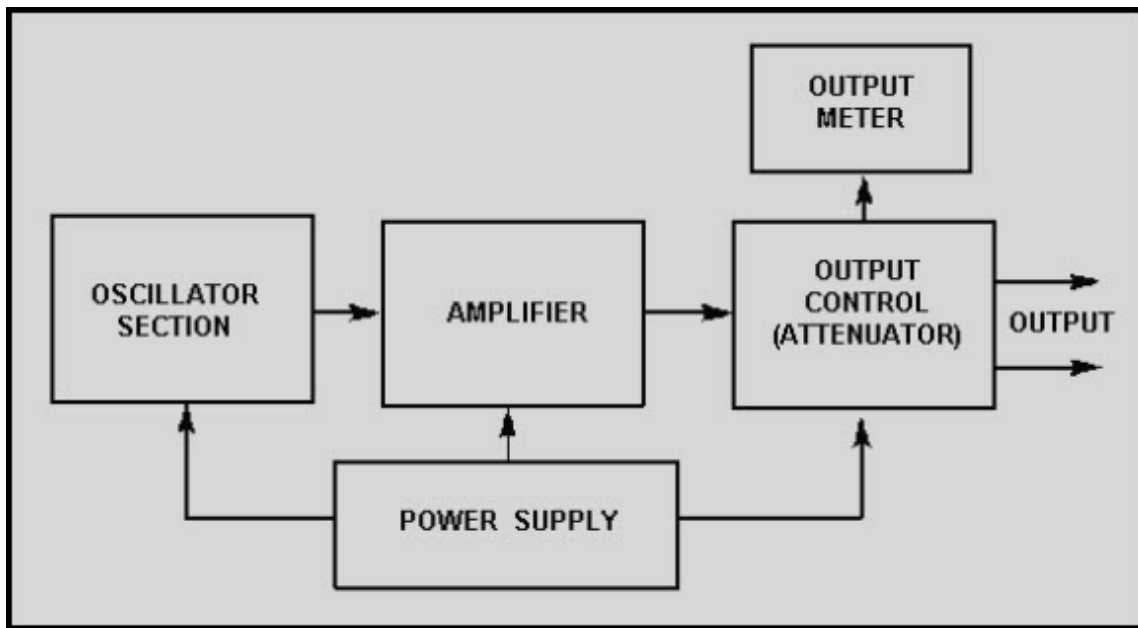 OUTPUT
METER
OSCILLATOR
SECTION
AMPLIFIER
OUTPUT
CONTROL
(ATTENUATOR)
OUTPUT
POWER SUPPLY